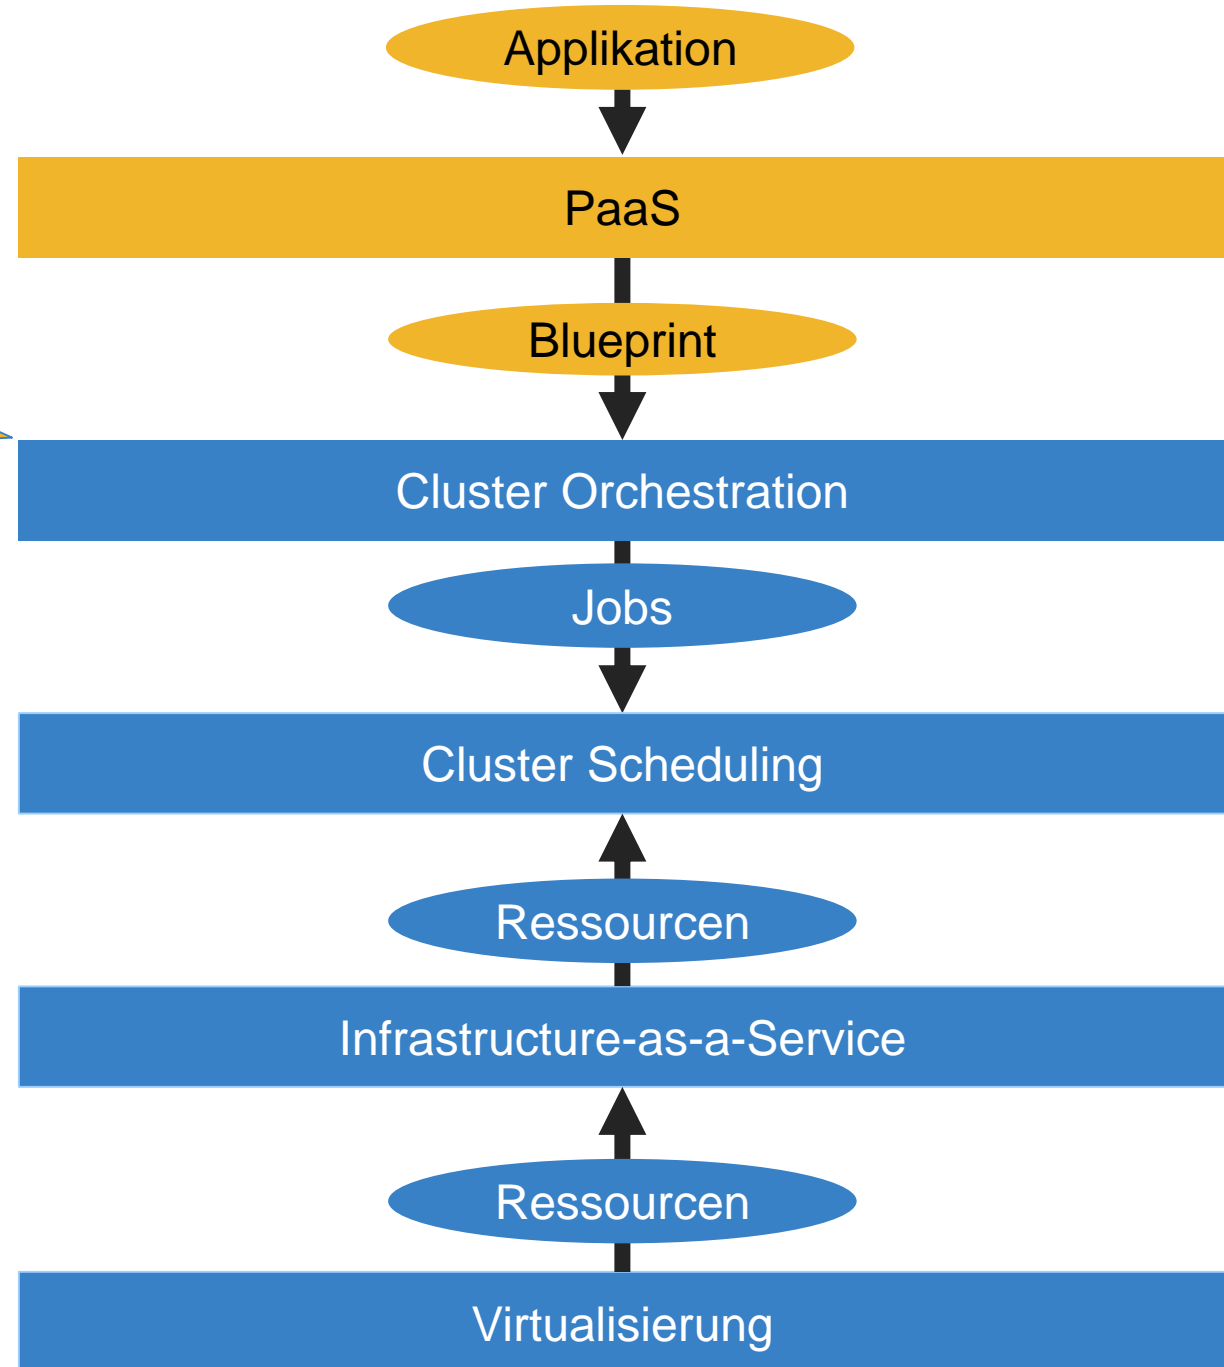 Applikation
PaaS
Blueprint
Cluster Orchestration
Jobs
Cluster Scheduling
Ressourcen
Infrastructure-as-a-Service
Ressourcen
Virtualisierung